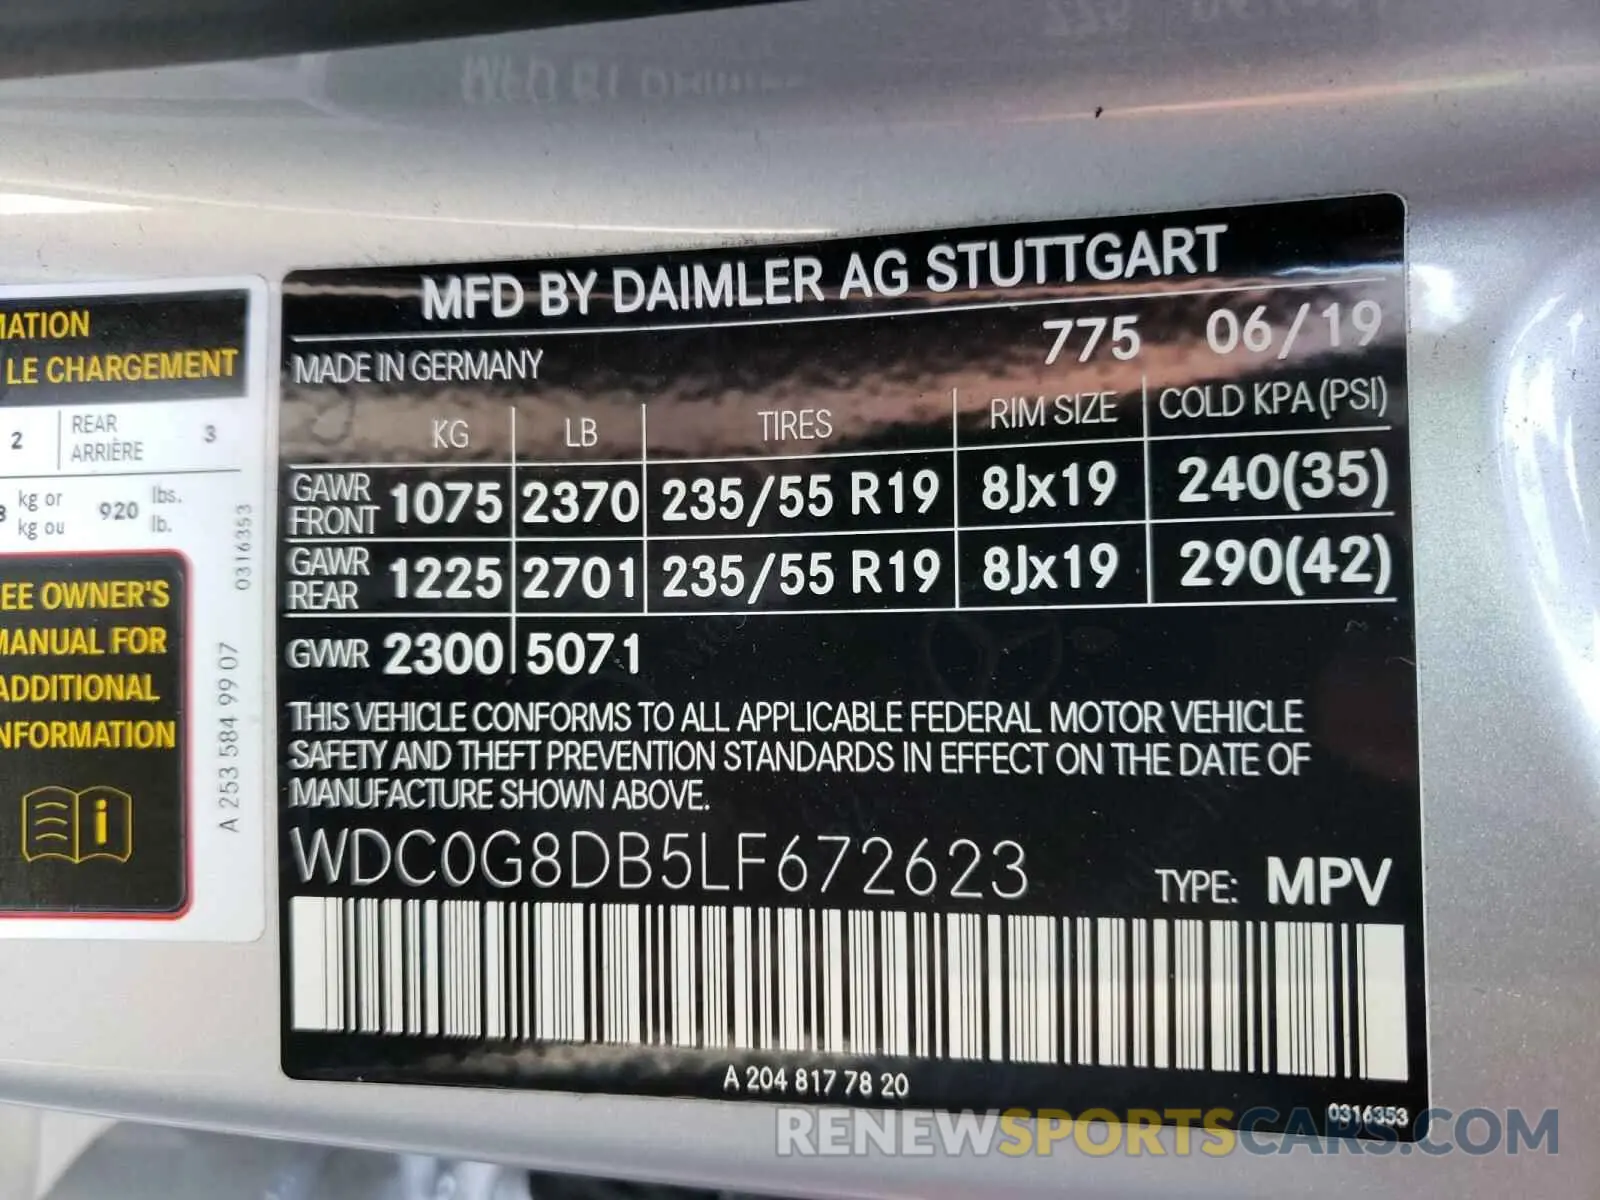 MATION
LE CHARGEMENT
2 REAR ARRIÈRE 3
kg or kg ou 920 lbs. lb.
0316353
EE OWNER'S
MANUAL FOR
ADDITIONAL
NFORMATION
A 253 584 99 07
MFD BY DAIMLER AG STUTTGART
MADE IN GERMANY 775 06/19
KG LB TIRES RIM SIZE COLD KPA(PSI)
GAWR FRONT 1075 2370 235/55 R19 8Jx19 240(35)
GAWR REAR 1225 2701 235/55 R19 8Jx19 290(42)
GVWR 2300 5071
THIS VEHICLE CONFORMS TO ALL APPLICABLE FEDERAL MOTOR VEHICLE
SAFETY AND THEFT PREVENTION STANDARDS IN EFFECT ON THE DATE OF
MANUFACTURE SHOWN ABOVE.
WDC0G8DB5LF672623 TYPE: MPV
A 204 817 78 20
0316353
RENEWSPORTSCARS.COM